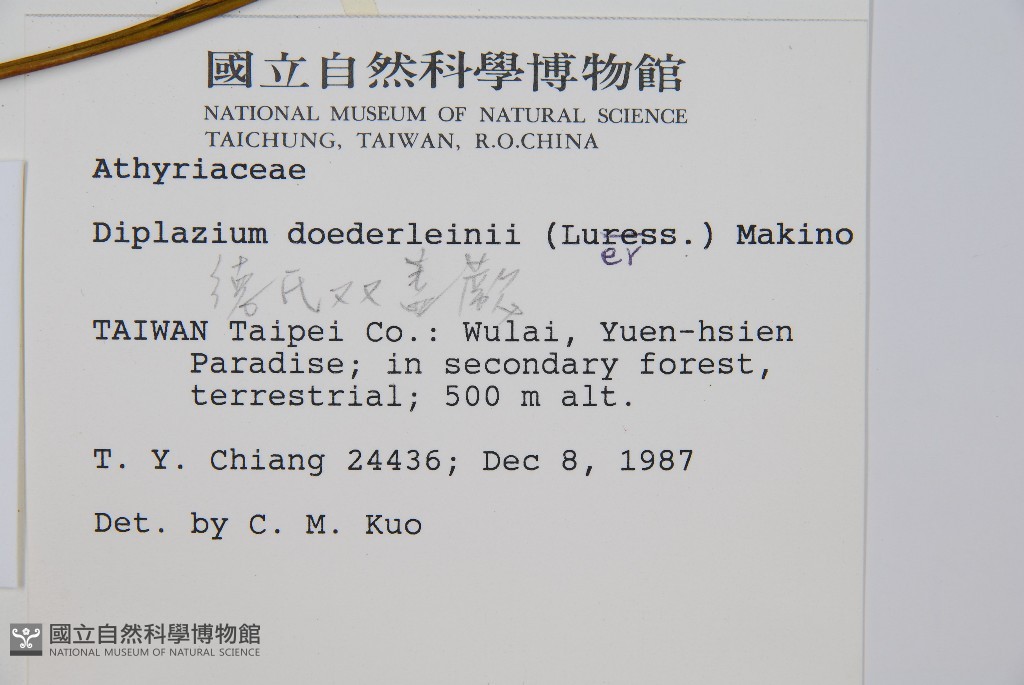 國立自然科學博物館
NATIONAL MUSEUM OF NATURAL SCIENCE
TAICHUNG, TAIWAN, R.O.CHINA
Athyriaceae
Diplazium doederleinii (Luress.) Makino
er
德氏双盖蕨
TAIWAN Taipei Co.: Wulai, Yuen-hsien
Paradise; in secondary forest,
terrestrial; 500 m alt.
T. Y. Chiang 24436; Dec 8, 1987
Det. by C. M. Kuo
國立自然科學博物館
NATIONAL MUSEUM OF NATURAL SCIENCE